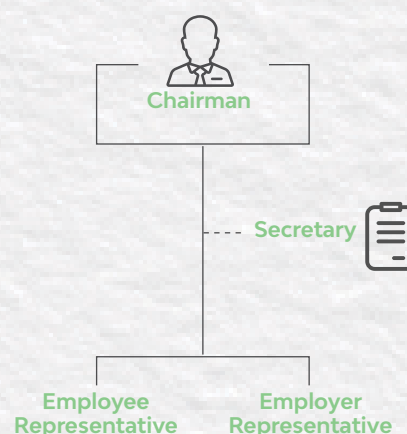 Chairman
Secretary
Employee
Representative
Employer
Representative